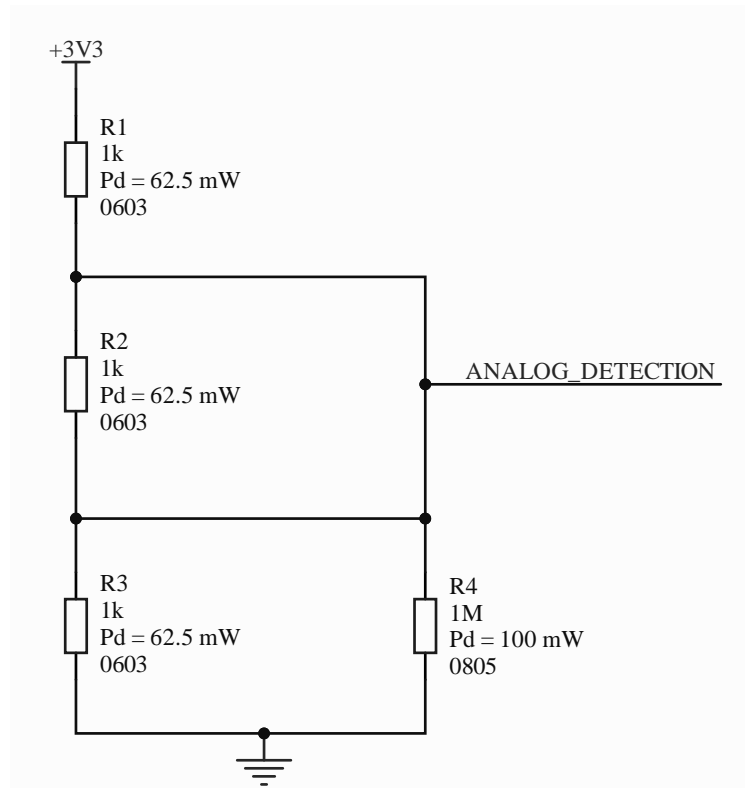 +3V3
R1
1k
Pd = 62.5 mW
0603
R2
1k
Pd = 62.5 mW
0603
ANALOG_DETECTION
R3
1k
Pd = 62.5 mW
0603
R4
1M
Pd = 100 mW
0805